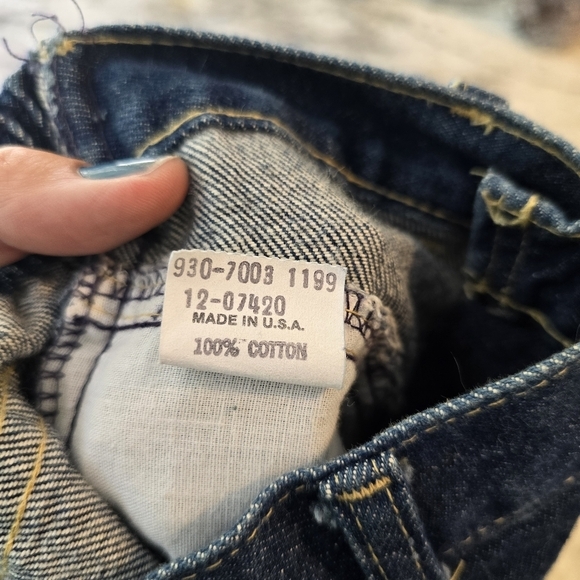 930-7003 1199
12-07420
MADE IN U.S.A.
100% COTTON